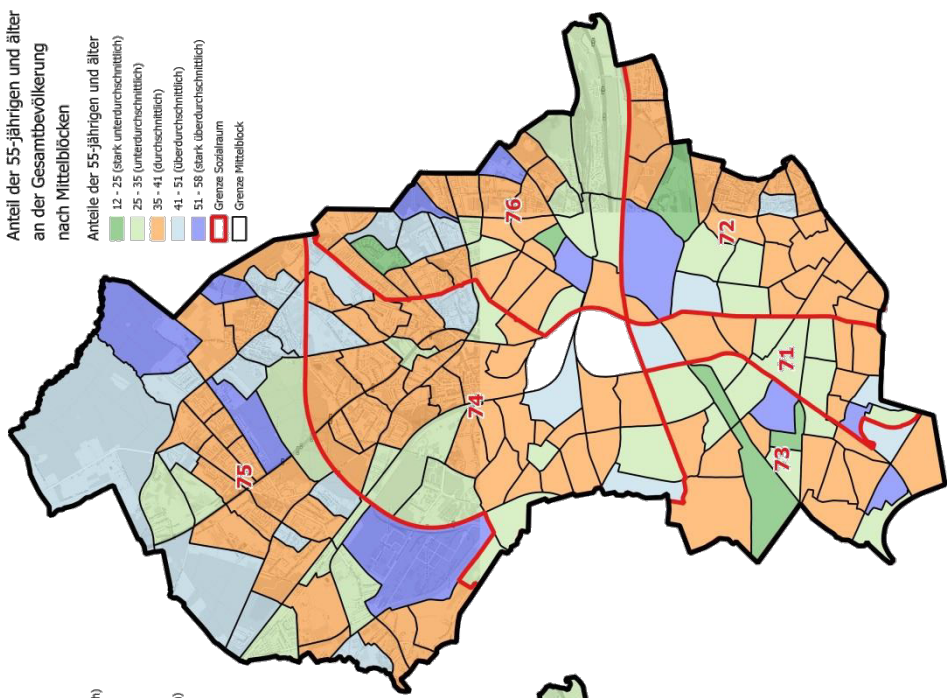 Anteil der 55-jährigen und älter
an der Gesamtbevölkerung
nach Mittelblöcken
Anteile der 55-jährigen und älter
12 - 25 (stark unterdurchschnittlich)
25 - 35 (unterdurchschnittlich)
35 - 41 (durchschnittlich)
41 - 51 (überdurchschnittlich)
51 - 58 (stark überdurchschnittlich)
Grenze Sozialraum
Grenze Mittelblock
75
74
76
72
71
73